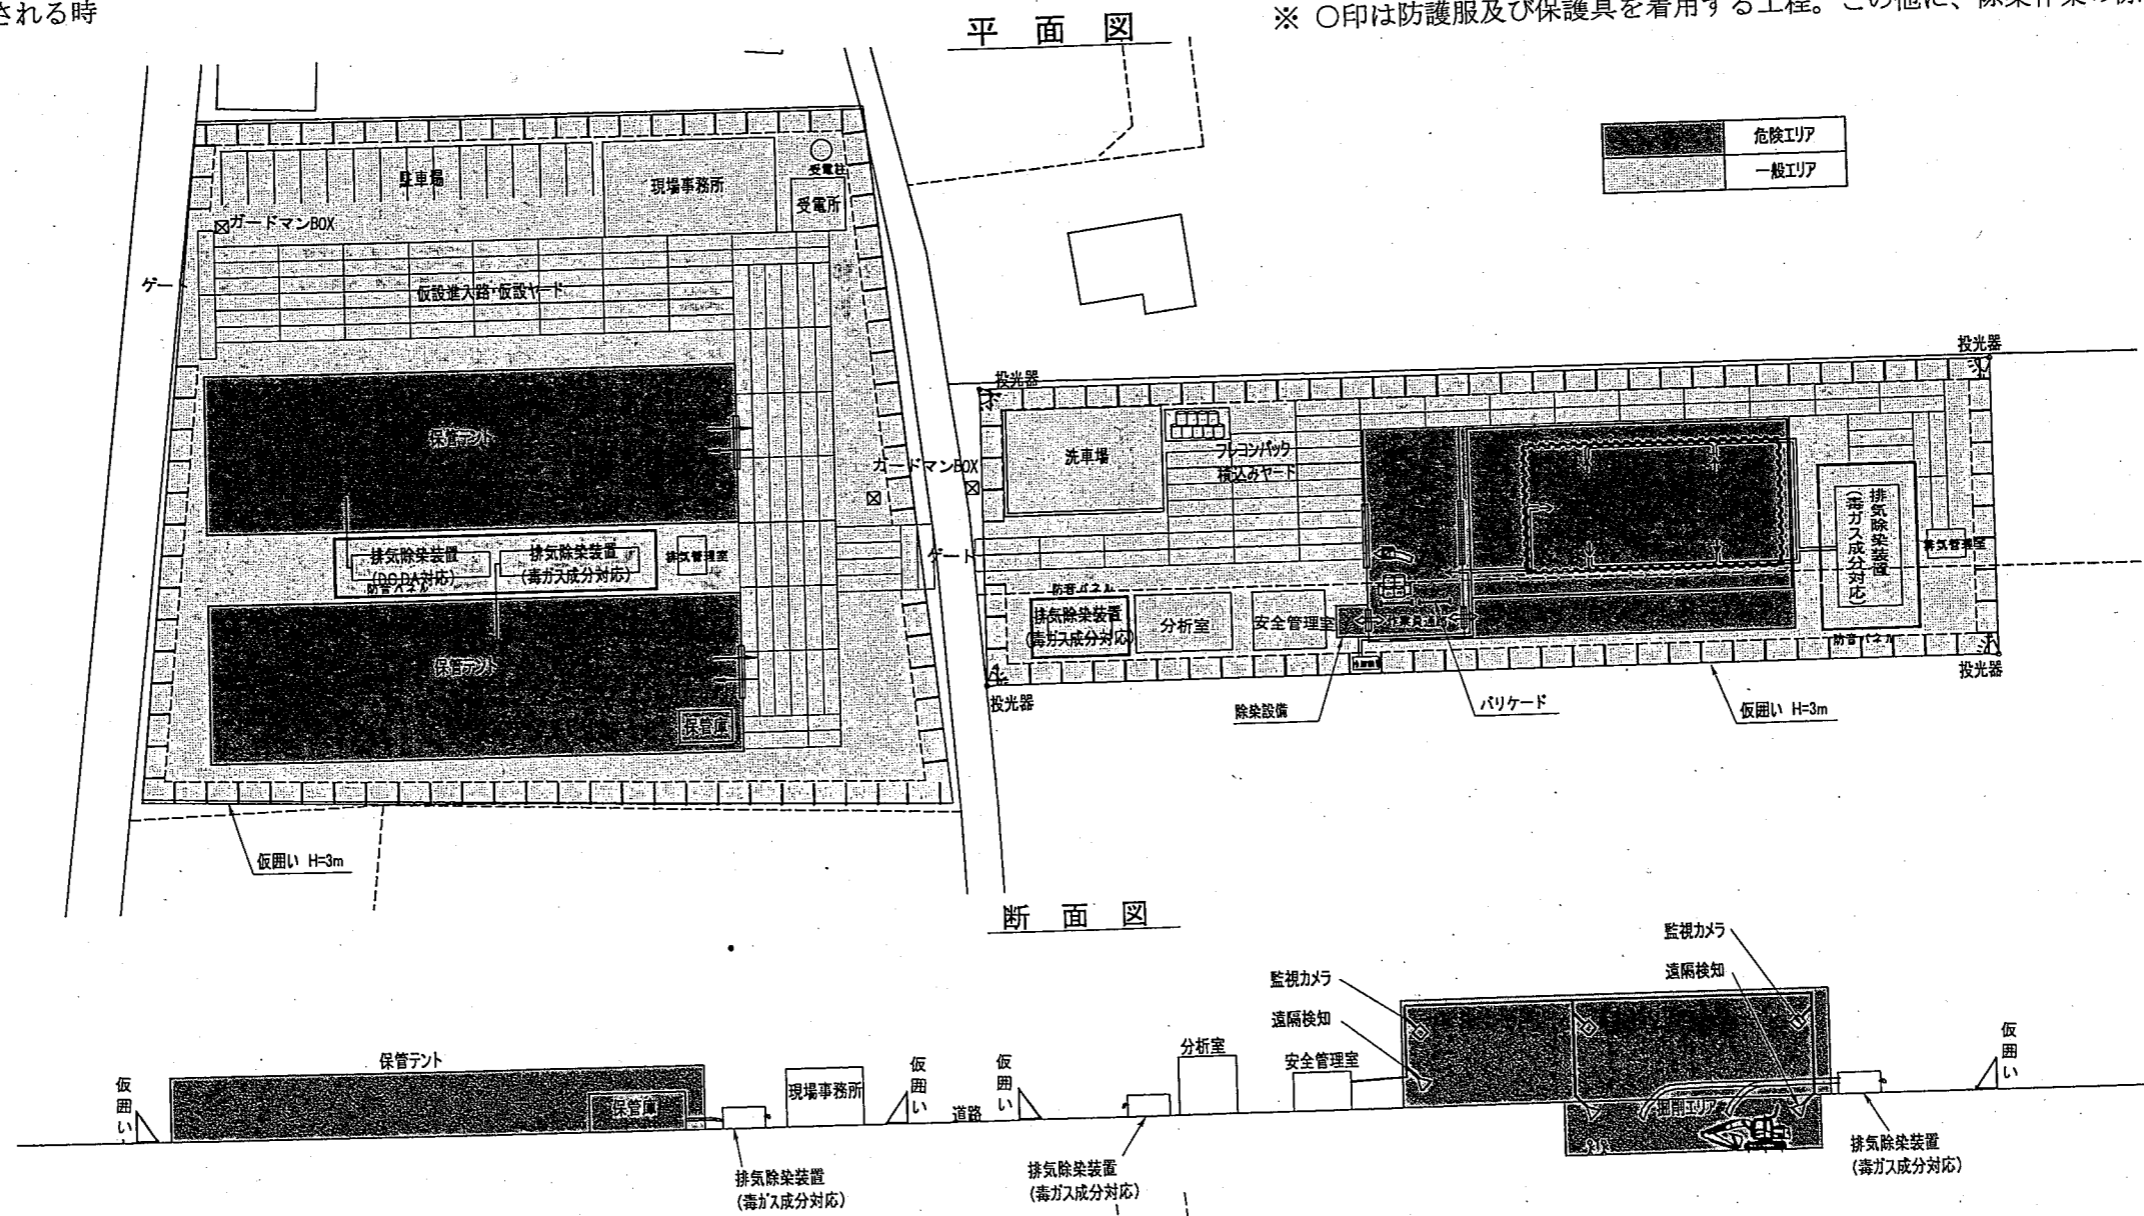 される時
平面図
※ ○印は防護服及び保護具を着用する工程。この他に、除染作業の際
危険エリア
一般エリア
駐車場
現場事務所
受電柱
受電所
ガードマンBOX
ゲー
仮設進入路・仮設ヤード
保管テント
排気除染装置
(DC,DA対応)
排気除染装置
(毒ガス成分対応)
排気管理室
防音パネル
保管テント
保管庫
仮囲い H=3m
ガードマンBOX
ゲート
投光器
投光器
洗車場
フレコンパック
積込みヤード
排気除染装置
(毒ガス成分対応)
排気管理室
防音パネル
防音パネル
排気除染装置
(毒ガス成分対応)
分析室
安全管理室
作業員通路
投光器
投光器
除染設備
バリケード
仮囲い H=3m
断面図
監視カメラ
遠隔検知
監視カメラ
遠隔検知
仮囲い
保管テント
保管庫
現場事務所
仮囲い
道路
仮囲い
分析室
安全管理室
掘削エリア
仮囲い
排気除染装置
(毒ガス成分対応)
排気除染装置
(毒ガス成分対応)
排気除染装置
(毒ガス成分対応)